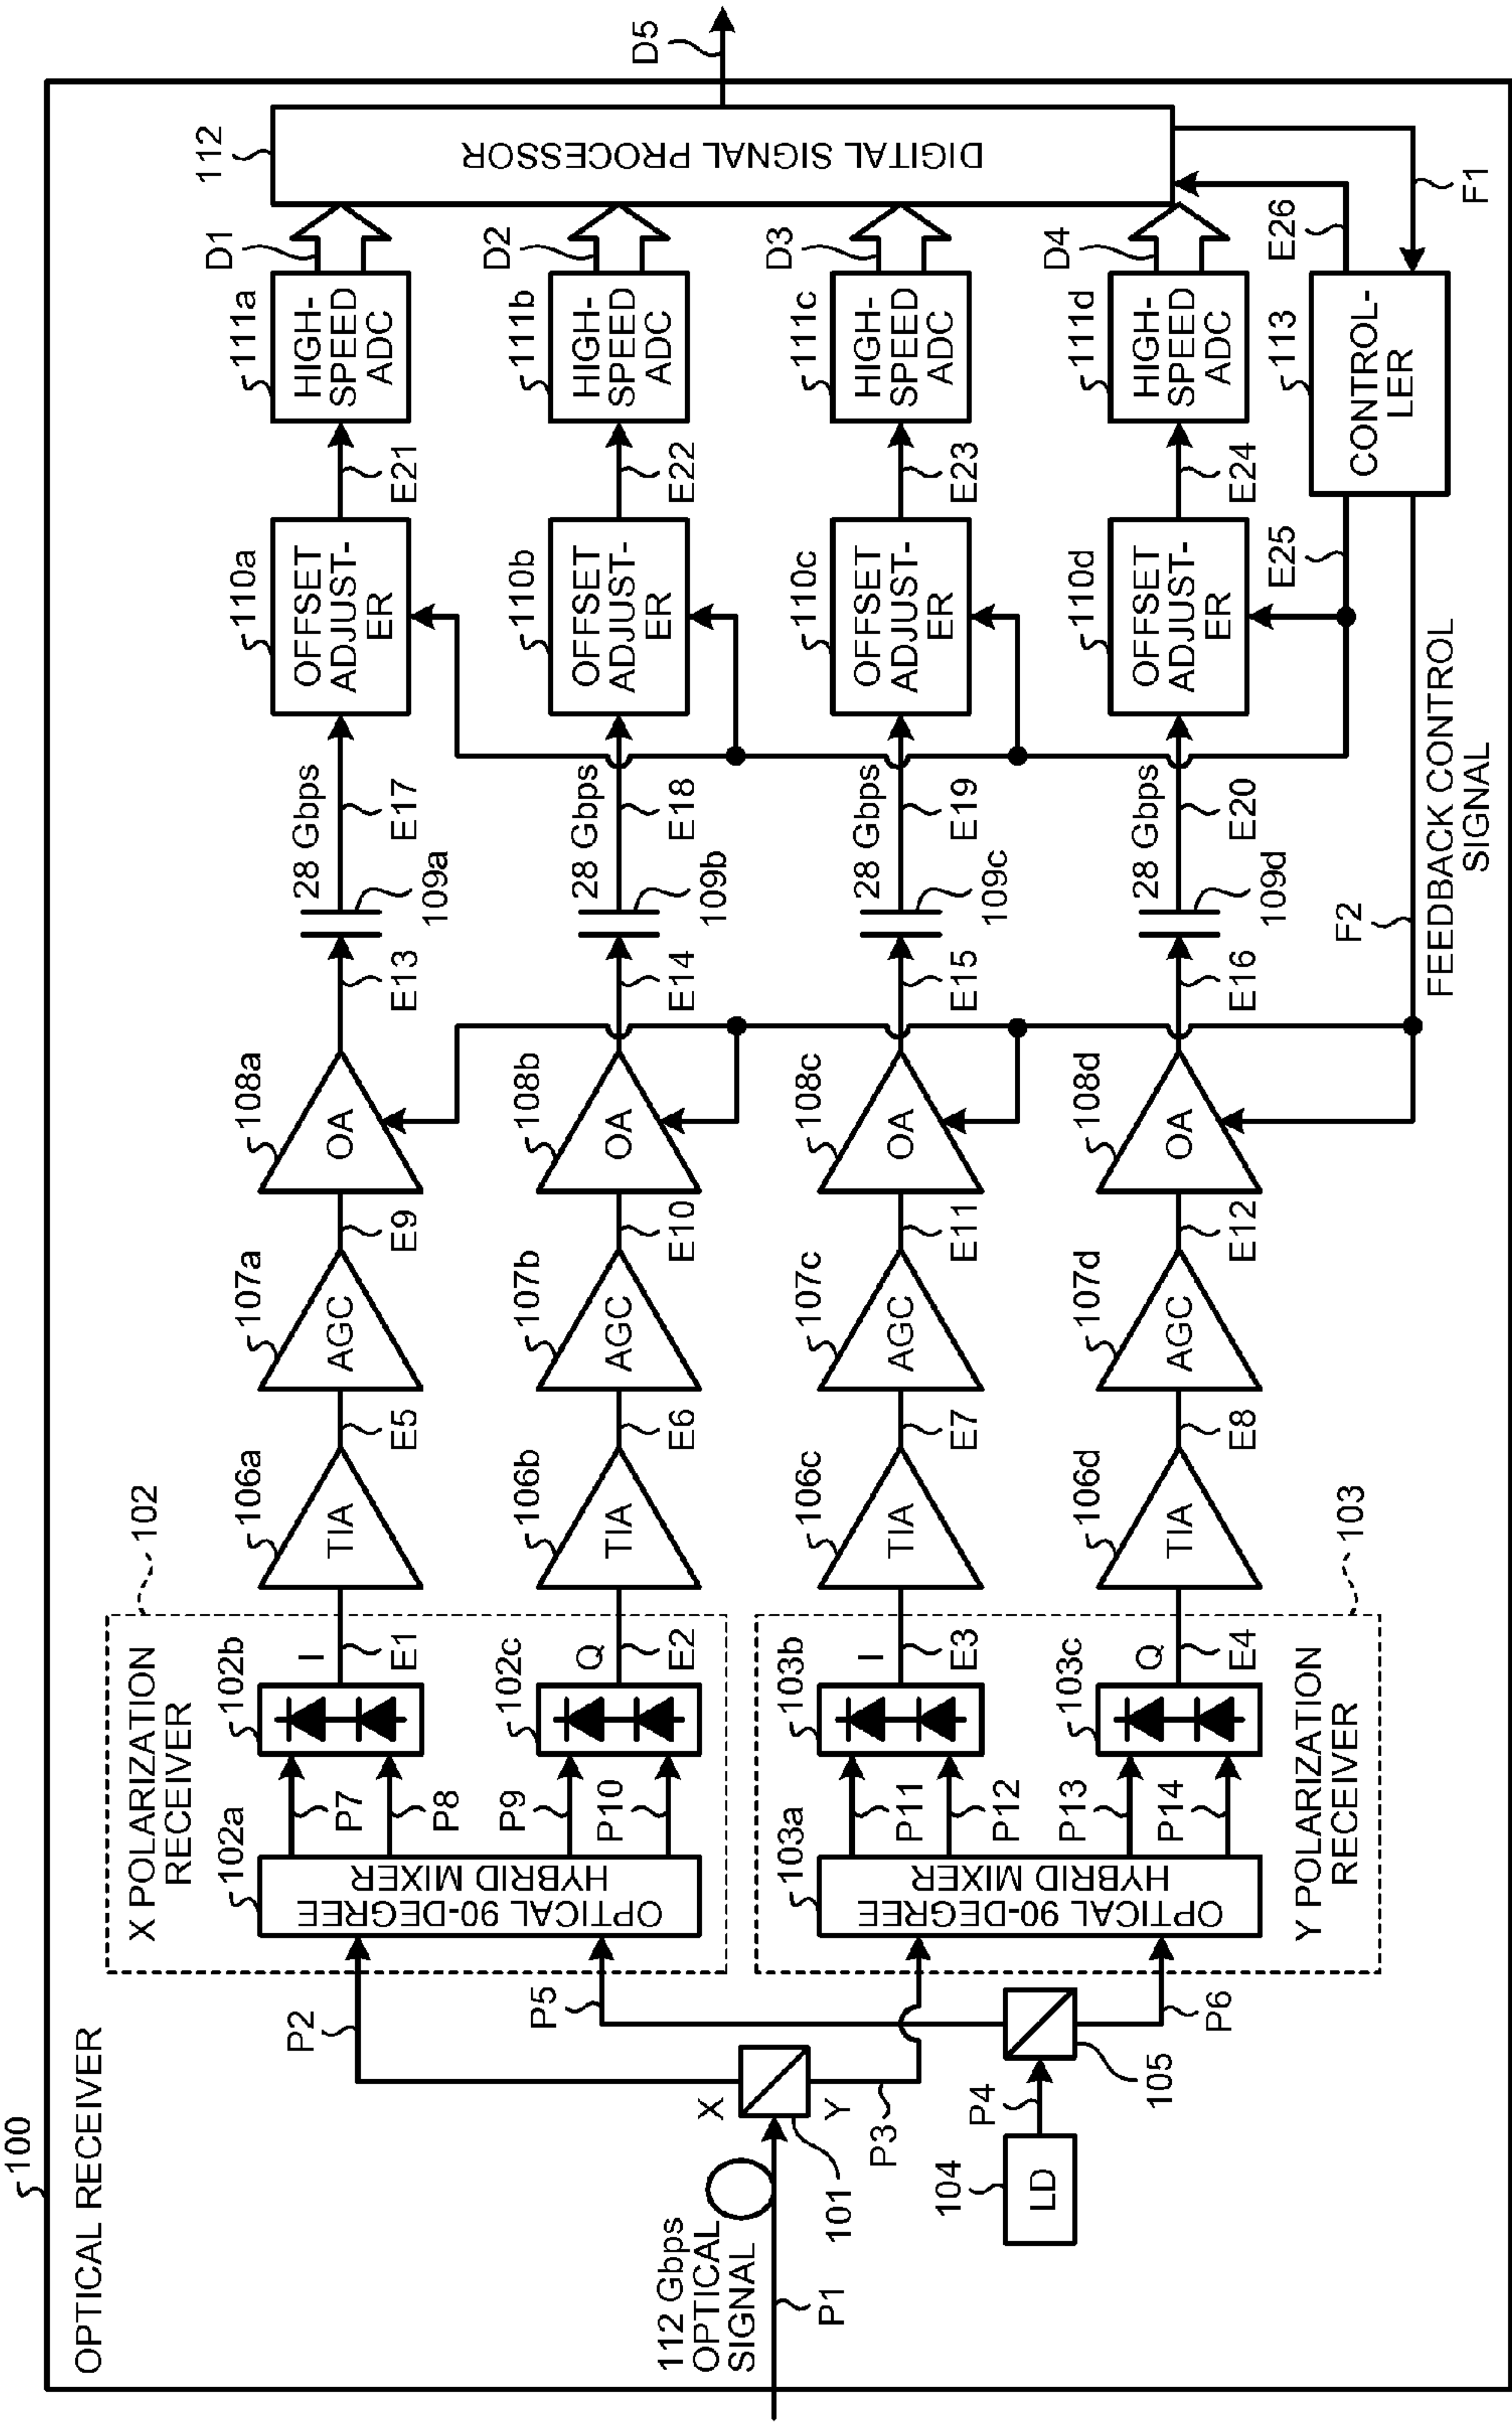 100
OPTICAL RECEIVER
112 Gbps
OPTICAL
SIGNAL
P1
101
X
Y
P2
P3
104
LD
P4
105
P5
P6
X POLARIZATION
RECEIVER
102
102a
OPTICAL 90-DEGREE
HYBRID MIXER
P7
P8
P9
P10
102b
102c
I
E1
Q
E2
Y POLARIZATION
RECEIVER
103
103a
OPTICAL 90-DEGREE
HYBRID MIXER
P11
P12
P13
P14
103b
103c
I
E3
Q
E4
106a
TIA
E5
107a
AGC
E9
108a
OA
E13
28 Gbps
109a
E17
110a
OFFSET
ADJUST-
ER
E21
111a
HIGH-
SPEED
ADC
D1
106b
TIA
E6
107b
AGC
E10
108b
OA
E14
28 Gbps
109b
E18
110b
OFFSET
ADJUST-
ER
E22
111b
HIGH-
SPEED
ADC
D2
106c
TIA
E7
107c
AGC
E11
108c
OA
E15
28 Gbps
109c
E19
110c
OFFSET
ADJUST-
ER
E23
111c
HIGH-
SPEED
ADC
D3
106d
TIA
E8
107d
AGC
E12
108d
OA
E16
28 Gbps
109d
E20
110d
OFFSET
ADJUST-
ER
E24
111d
HIGH-
SPEED
ADC
D4
112
DIGITAL SIGNAL PROCESSOR
D5
E25
113
CONTROL-
LER
E26
F1
F2
FEEDBACK CONTROL
SIGNAL